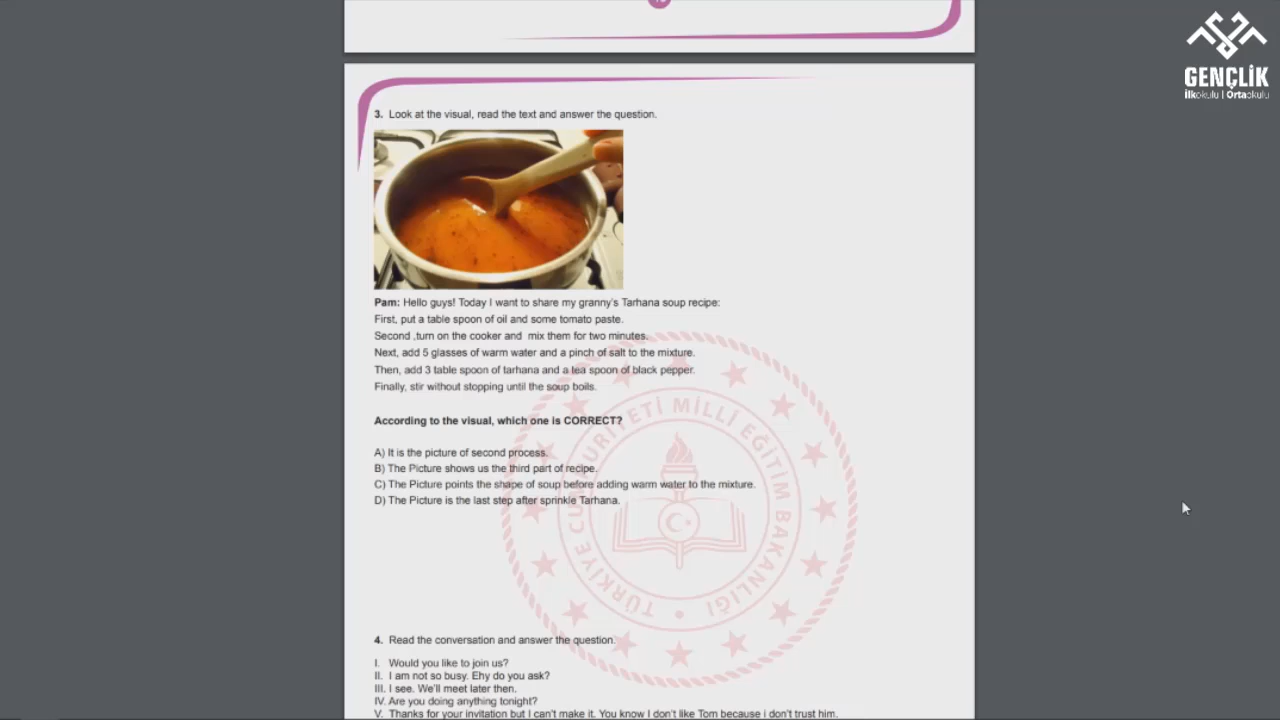 GENÇLİK
İlkokulu | Ortaokulu
3. Look at the visual, read the text and answer the question.
Pam: Hello guys! Today I want to share my granny's Tarhana soup recipe:
First, put a table spoon of oil and some tomato paste.
Second ,turn on the cooker and mix them for two minutes.
Next, add 5 glasses of warm water and a pinch of salt to the mixture.
Then, add 3 table spoon of tarhana and a tea spoon of black pepper.
Finally, stir without stopping until the soup boils.
According to the visual, which one is CORRECT?
A) It is the picture of second process.
B) The Picture shows us the third part of recipe.
C) The Picture points the shape of soup before adding warm water to the mixture.
D) The Picture is the last step after sprinkle Tarhana.
TÜRKİYE CUMHURİYETİ MİLLÎ EĞİTİM BAKANLIĞI
4. Read the conversation and answer the question.
I. Would you like to join us?
II. I am not so busy. Ehy do you ask?
III. I see. We'll meet later then.
IV. Are you doing anything tonight?
V. Thanks for your invitation but I can't make it. You know I don't like Tom because i don't trust him.